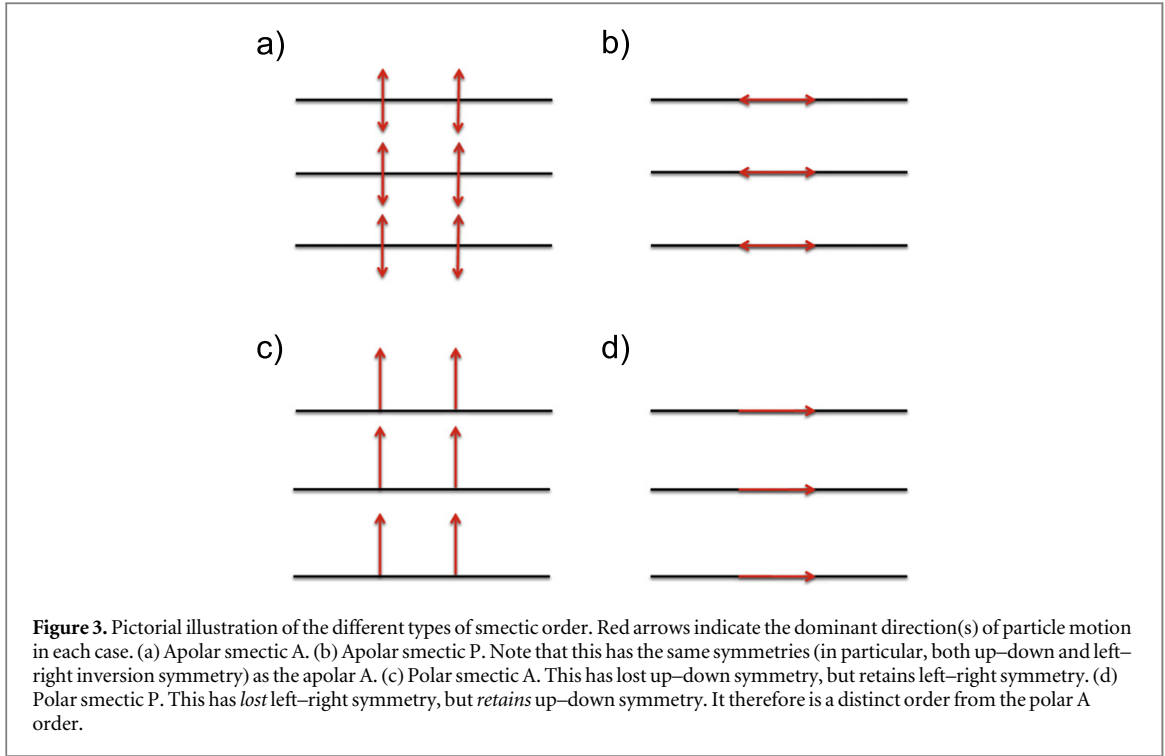 a)
b)
c)
d)
Figure 3. Pictorial illustration of the different types of smectic order. Red arrows indicate the dominant direction(s) of particle motion
in each case. (a) Apolar smectic A. (b) Apolar smectic P. Note that this has the same symmetries (in particular, both up–down and left–
right inversion symmetry) as the apolar A. (c) Polar smectic A. This has lost up–down symmetry, but retains left–right symmetry. (d)
Polar smectic P. This has lost left–right symmetry, but retains up–down symmetry. It therefore is a distinct order from the polar A
order.